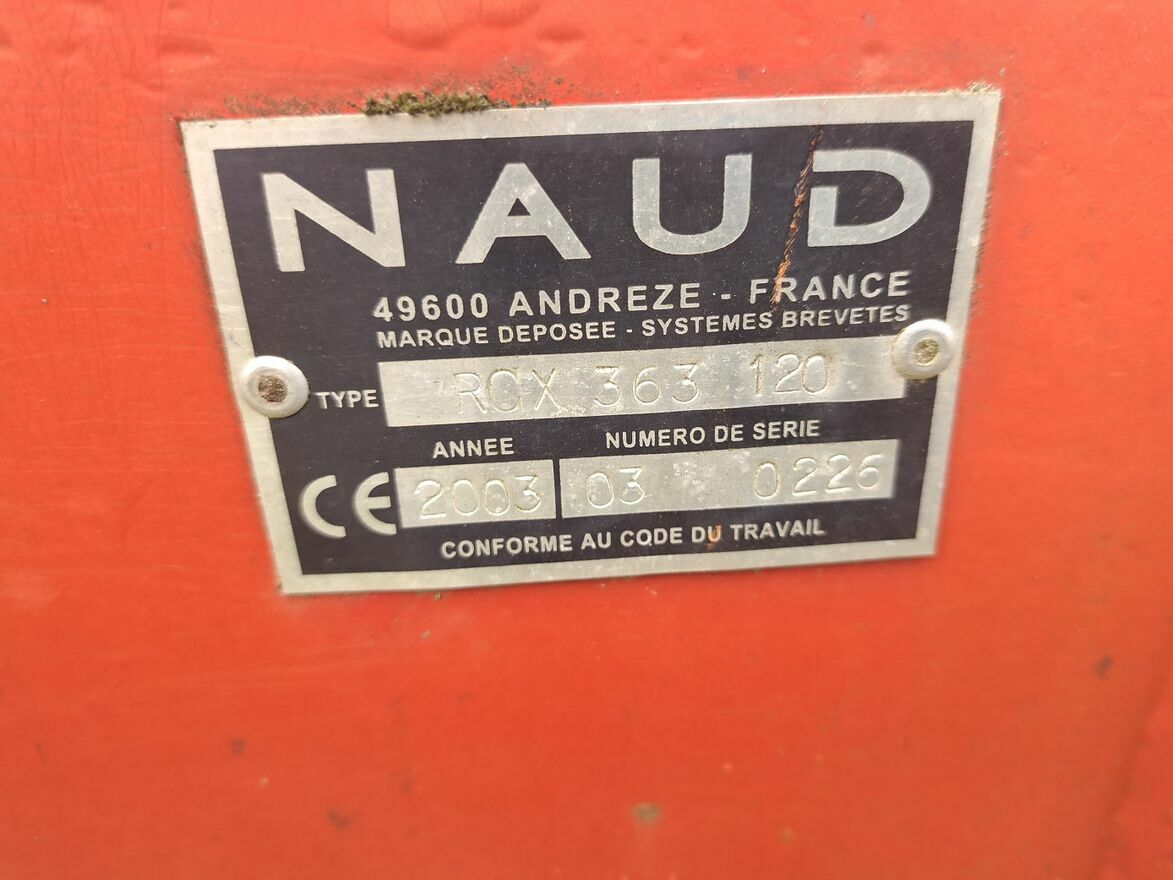 NAUD
49600 ANDREZE - FRANCE
MARQUE DEPOSEE - SYSTEMES BREVETES
TYPE RCX 363 120
ANNEE NUMERO DE SERIE
CE 2003 03 0226
CONFORME AU CODE DU TRAVAIL